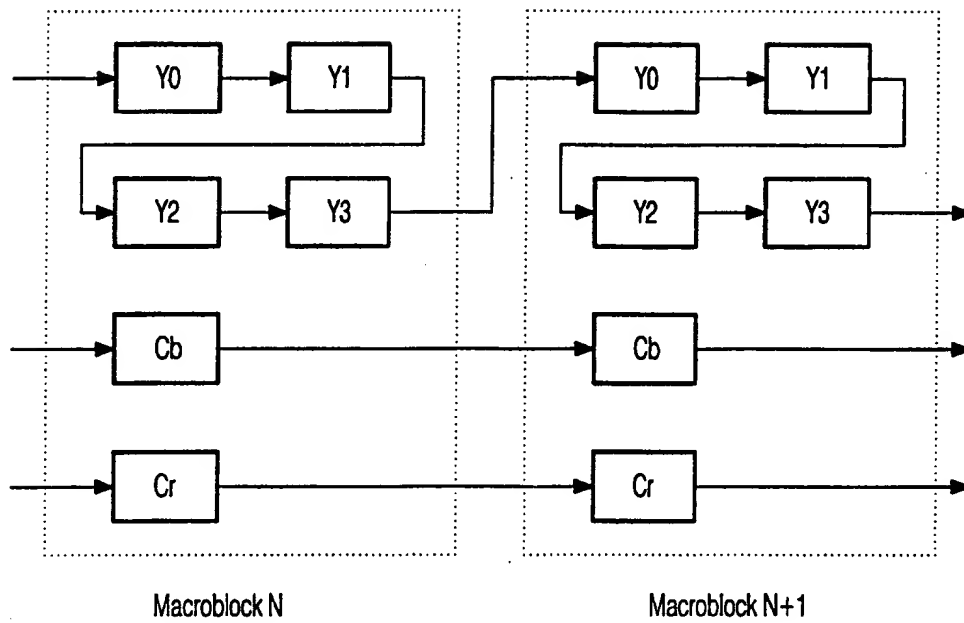 Y0 Y1 Y0 Y1
Y2 Y3 Y2 Y3
Cb Cb
Cr Cr
Macroblock N Macroblock N+1